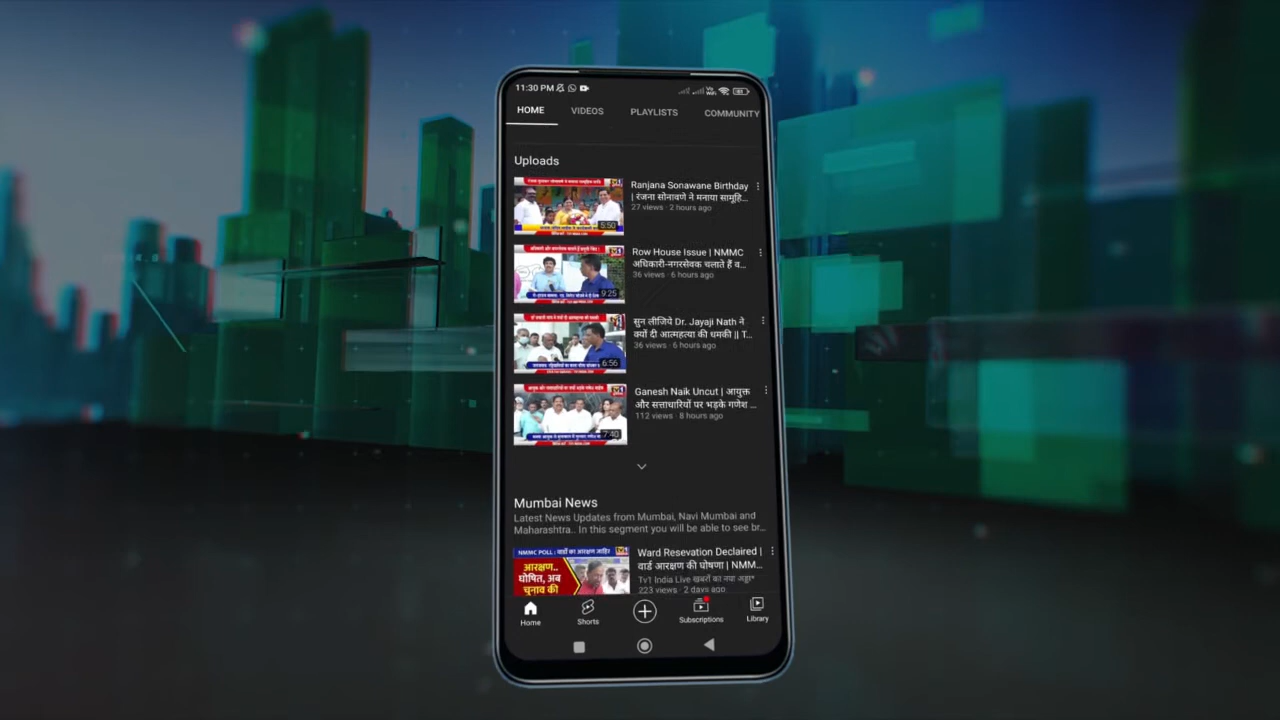 11:30 PM
HOME VIDEOS PLAYLISTS COMMUNITY
Uploads
Ranjana Sonawane Birthday
| रंजना सोनावणे ने मनाया सामूहि...
27 views · 2 hours ago
5:50
Row House Issue | NMMC
अधिकारी-नगरसेवक चलाते हैं व...
36 views · 6 hours ago
9:25
सुन लीजिये Dr. Jayaji Nath ने
क्यों दी आत्महत्या की धमकी || T...
36 views · 6 hours ago
6:56
Ganesh Naik Uncut | आयुक्त
और सत्ताधारियों पर भड़के गणेश ...
112 views · 8 hours ago
7:40
Mumbai News
Latest News Updates from Mumbai, Navi Mumbai and
Maharashtra.. In this segment you will be able to see br...
NMMC POLL : वार्डो का आरक्षण जाहिर
आरक्षण..
घोषित, अब
चुनाव की
Ward Resevation Declaired |
वार्ड आरक्षण की घोषणा | NMM...
Tv1 India Live खबरों का नया अड्डा*
223 views · 2 days ago
Home Shorts Subscriptions Library